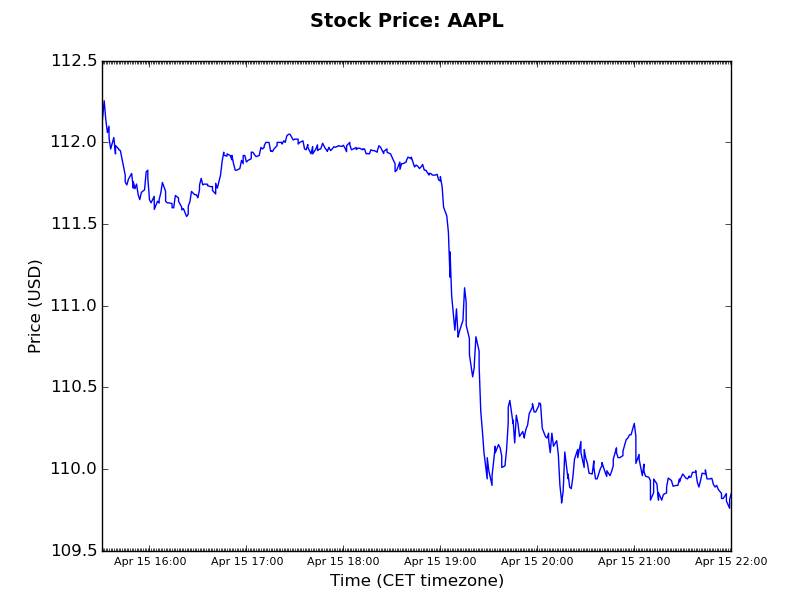 Stock Price: AAPL
112.5
112.0
111.5
111.0
110.5
110.0
109.5
Price (USD)
Apr 15 16:00 Apr 15 17:00 Apr 15 18:00 Apr 15 19:00 Apr 15 20:00 Apr 15 21:00 Apr 15 22:00
Time (CET timezone)